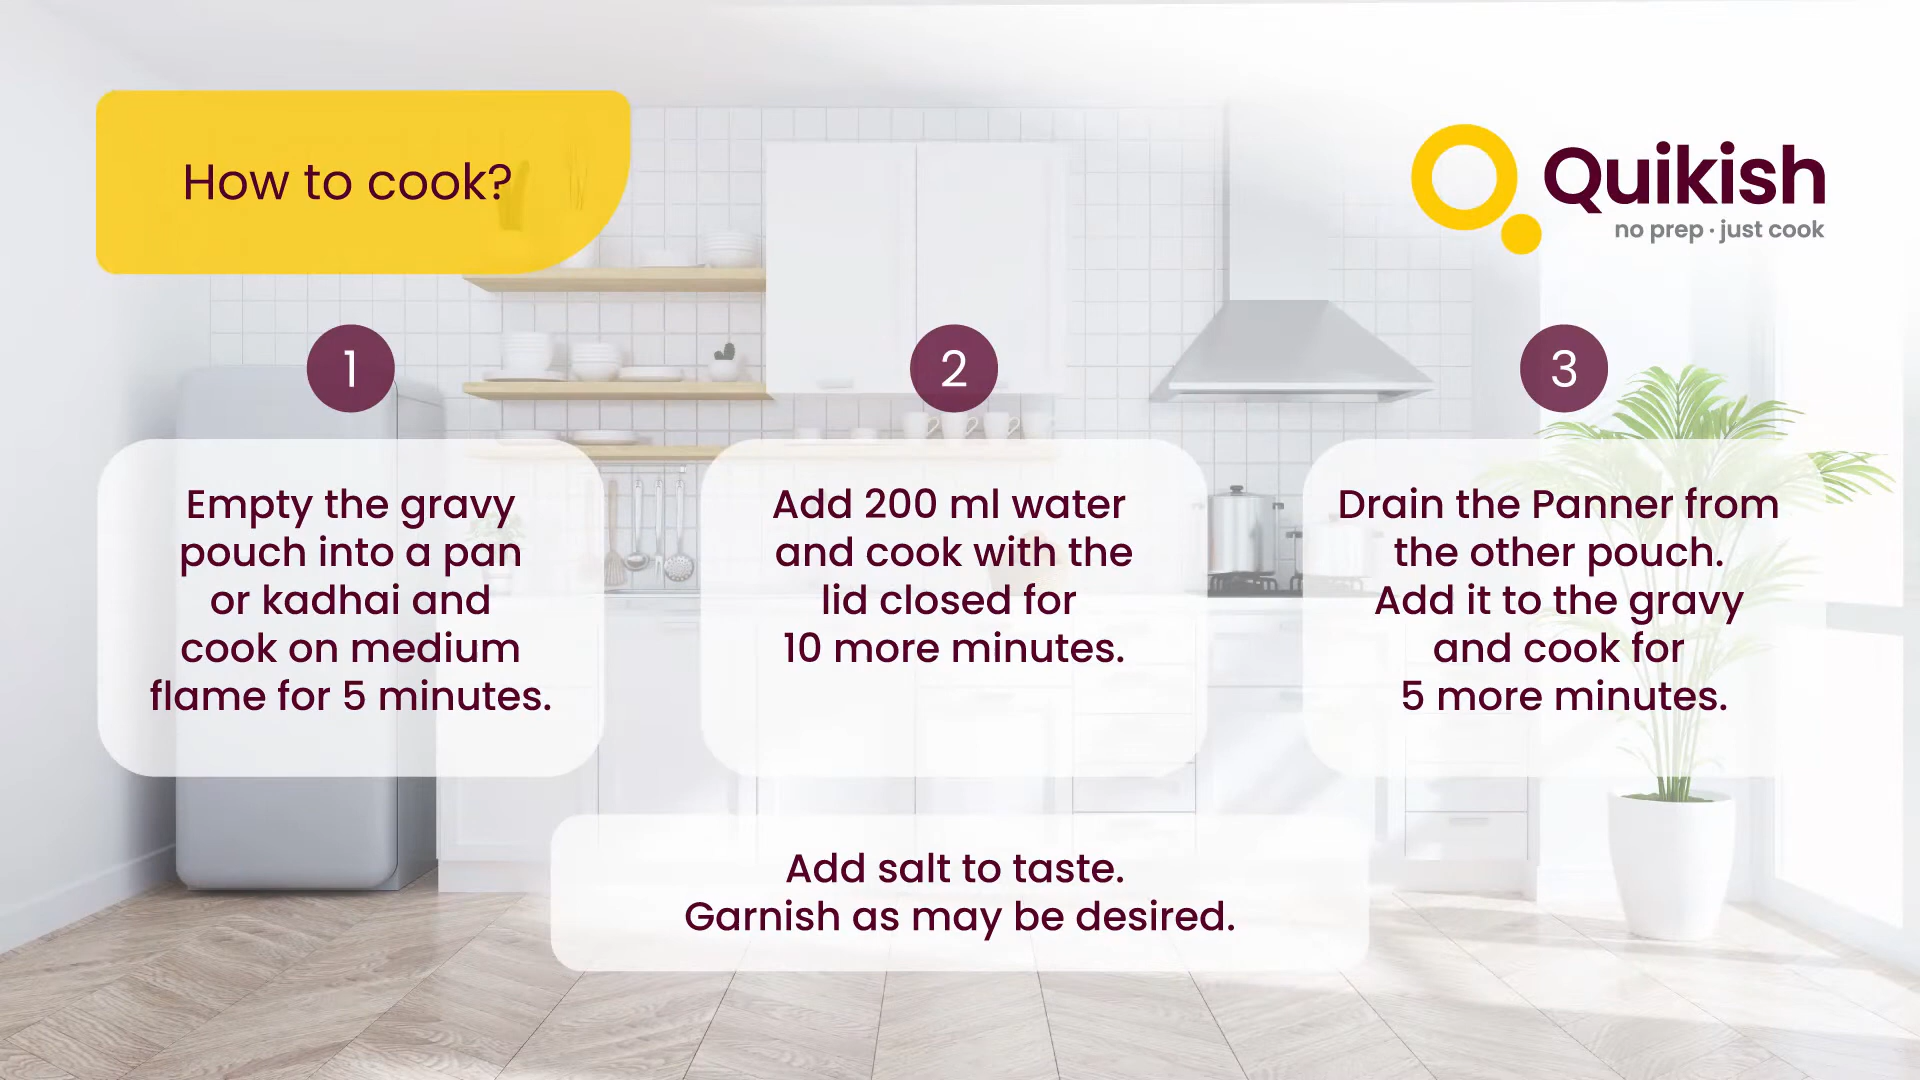 How to cook?
Quikish
no prep · just cook
1
Empty the gravy
pouch into a pan
or kadhai and
cook on medium
flame for 5 minutes.
2
Add 200 ml water
and cook with the
lid closed for
10 more minutes.
3
Drain the Panner from
the other pouch.
Add it to the gravy
and cook for
5 more minutes.
Add salt to taste.
Garnish as may be desired.